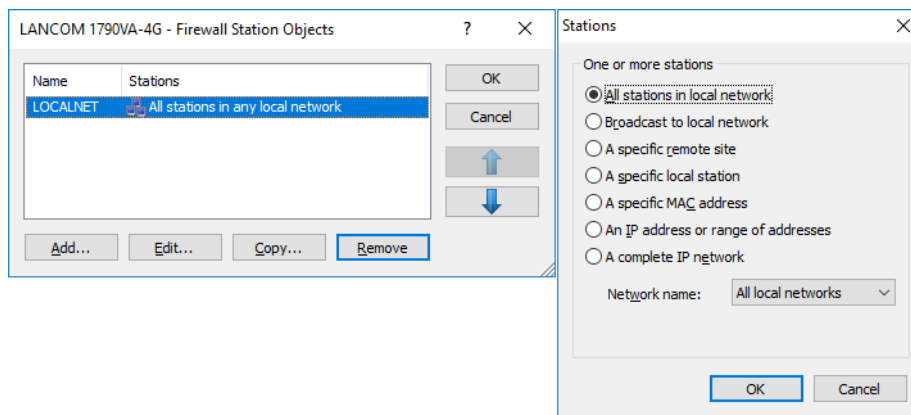 LANCOM 1790VA-4G - Firewall Station Objects
?
Name Stations
LOCALNET All stations in any local network
OK
Cancel
Add... Edit... Copy... Remove
Stations
One or more stations
All stations in local network
Broadcast to local network
A specific remote site
A specific local station
A specific MAC address
An IP address or range of addresses
A complete IP network
Network name: All local networks
OK Cancel